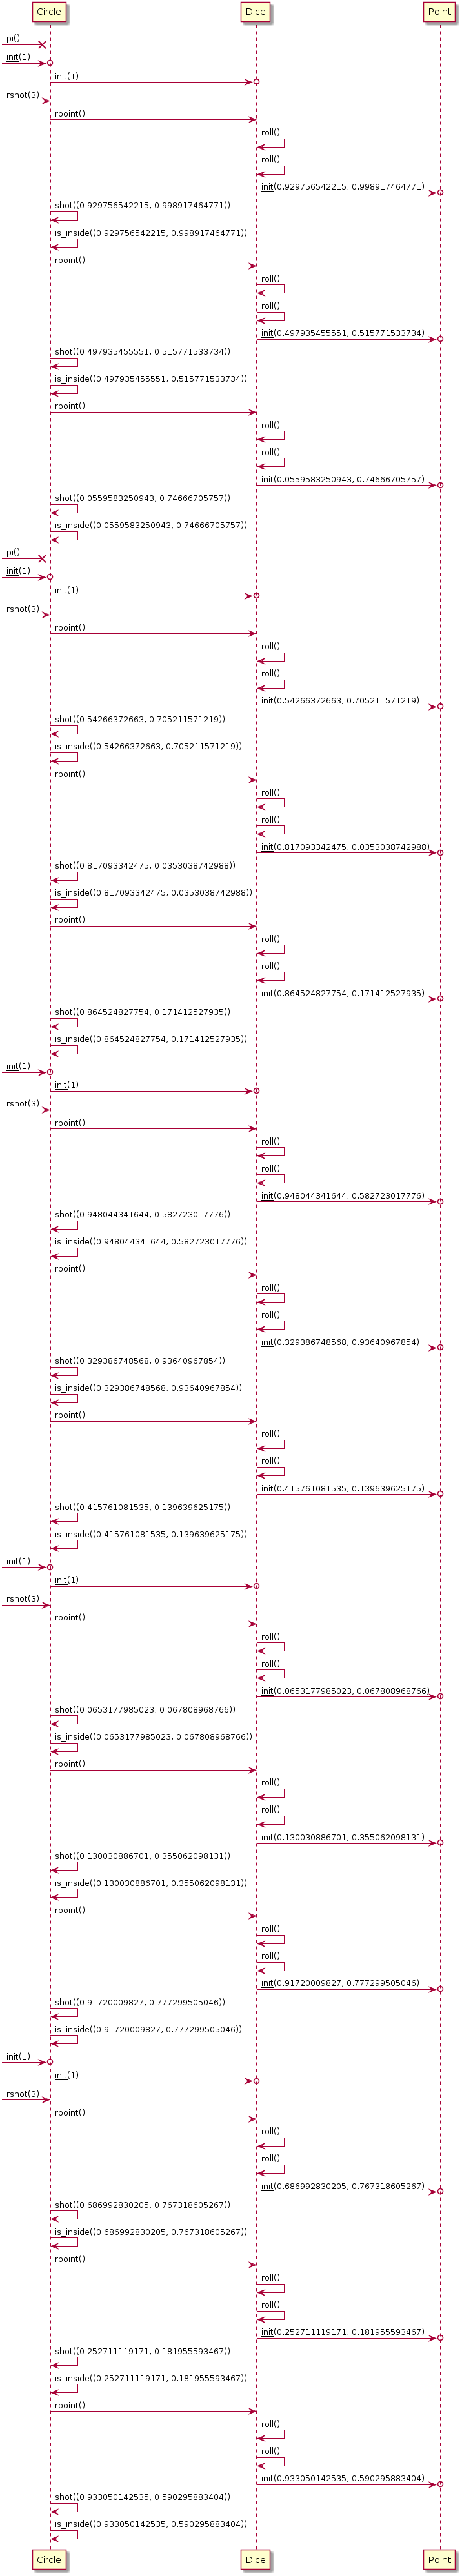 Circle Dice Point
pi()
init(1)
init(1)
rshot(3)
rpoint()
roll()
roll()
init(0.929756542215, 0.998917464771)
shot((0.929756542215, 0.998917464771))
is_inside((0.929756542215, 0.998917464771))
rpoint()
roll()
roll()
init(0.497935455551, 0.515771533734)
shot((0.497935455551, 0.515771533734))
is_inside((0.497935455551, 0.515771533734))
rpoint()
roll()
roll()
init(0.0559583250943, 0.74666705757)
shot((0.0559583250943, 0.74666705757))
is_inside((0.0559583250943, 0.74666705757))
pi()
init(1)
init(1)
rshot(3)
rpoint()
roll()
roll()
init(0.54266372663, 0.705211571219)
shot((0.54266372663, 0.705211571219))
is_inside((0.54266372663, 0.705211571219))
rpoint()
roll()
roll()
init(0.817093342475, 0.0353038742988)
shot((0.817093342475, 0.0353038742988))
is_inside((0.817093342475, 0.0353038742988))
rpoint()
roll()
roll()
init(0.864524827754, 0.171412527935)
shot((0.864524827754, 0.171412527935))
is_inside((0.864524827754, 0.171412527935))
init(1)
init(1)
rshot(3)
rpoint()
roll()
roll()
init(0.948044341644, 0.582723017776)
shot((0.948044341644, 0.582723017776))
is_inside((0.948044341644, 0.582723017776))
rpoint()
roll()
roll()
init(0.329386748568, 0.93640967854)
shot((0.329386748568, 0.93640967854))
is_inside((0.329386748568, 0.93640967854))
rpoint()
roll()
roll()
init(0.415761081535, 0.139639625175)
shot((0.415761081535, 0.139639625175))
is_inside((0.415761081535, 0.139639625175))
init(1)
init(1)
rshot(3)
rpoint()
roll()
roll()
init(0.0653177985023, 0.067808968766)
shot((0.0653177985023, 0.067808968766))
is_inside((0.0653177985023, 0.067808968766))
rpoint()
roll()
roll()
init(0.130030886701, 0.355062098131)
shot((0.130030886701, 0.355062098131))
is_inside((0.130030886701, 0.355062098131))
rpoint()
roll()
roll()
init(0.91720009827, 0.777299505046)
shot((0.91720009827, 0.777299505046))
is_inside((0.91720009827, 0.777299505046))
init(1)
init(1)
rshot(3)
rpoint()
roll()
roll()
init(0.686992830205, 0.767318605267)
shot((0.686992830205, 0.767318605267))
is_inside((0.686992830205, 0.767318605267))
rpoint()
roll()
roll()
init(0.252711119171, 0.181955593467)
shot((0.252711119171, 0.181955593467))
is_inside((0.252711119171, 0.181955593467))
rpoint()
roll()
roll()
init(0.933050142535, 0.590295883404)
shot((0.933050142535, 0.590295883404))
is_inside((0.933050142535, 0.590295883404))
Circle Dice Point